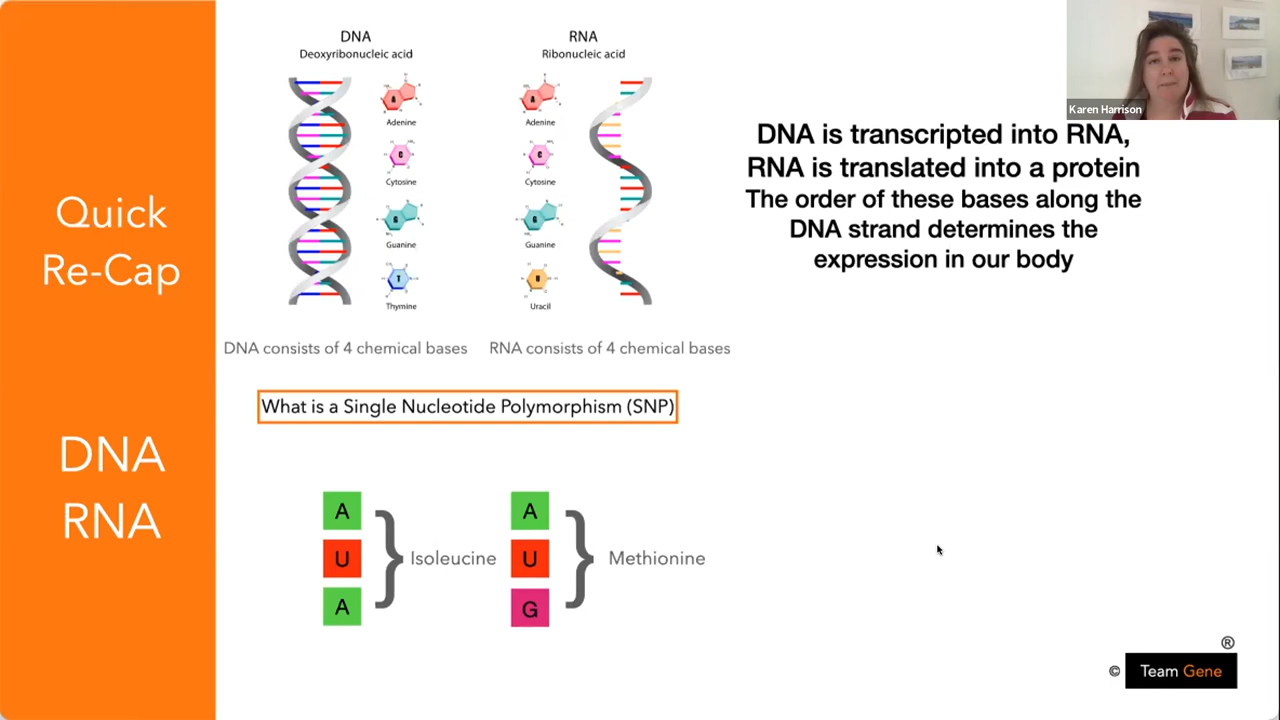 Quick
Re-Cap
DNA
RNA
DNA
Deoxyribonucleic acid
A
Adenine
C
Cytosine
G
Guanine
T
Thymine
RNA
Ribonucleic acid
A
Adenine
C
Cytosine
G
Guanine
U
Uracil
DNA consists of 4 chemical bases
RNA consists of 4 chemical bases
Karen Harrison
DNA is transcripted into RNA,
RNA is translated into a protein
The order of these bases along the
DNA strand determines the
expression in our body
What is a Single Nucleotide Polymorphism (SNP)
A
U
A
Isoleucine
A
U
G
Methionine
®
© Team Gene